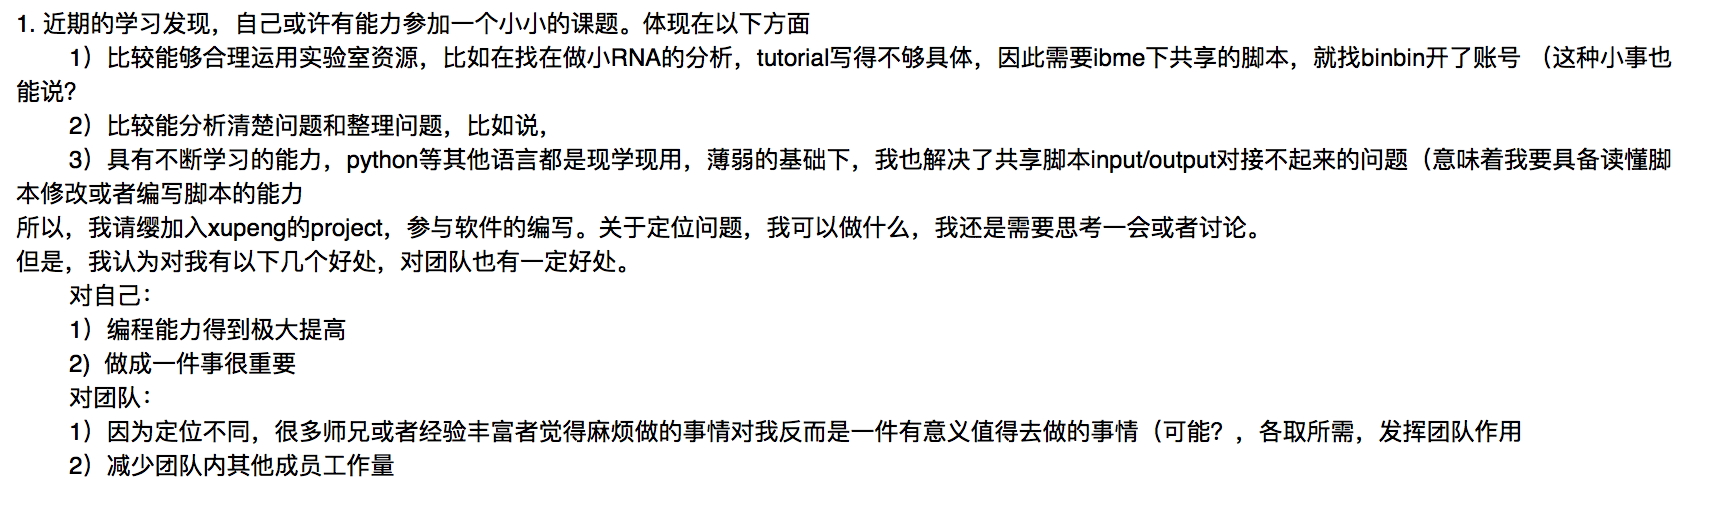 1. 近期的学习发现，自己或许有能力参加一个小小的课题。体现在以下方面
1）比较能够合理运用实验室资源，比如在找在做小RNA的分析，tutorial写得不够具体，因此需要ibme下共享的脚本，就找binbin开了账号 （这种小事也
能说？
2）比较能分析清楚问题和整理问题，比如说，
3）具有不断学习的能力，python等其他语言都是现学现用，薄弱的基础下，我也解决了共享脚本input/output对接不起来的问题（意味着我要具备读懂脚
本修改或者编写脚本的能力
所以，我请缨加入xupeng的project，参与软件的编写。关于定位问题，我可以做什么，我还是需要思考一会或者讨论。
但是，我认为对我有以下几个好处，对团队也有一定好处。
对自己：
1）编程能力得到极大提高
2) 做成一件事很重要
对团队：
1）因为定位不同，很多师兄或者经验丰富者觉得麻烦做的事情对我反而是一件有意义值得去做的事情（可能？，各取所需，发挥团队作用
2）减少团队内其他成员工作量